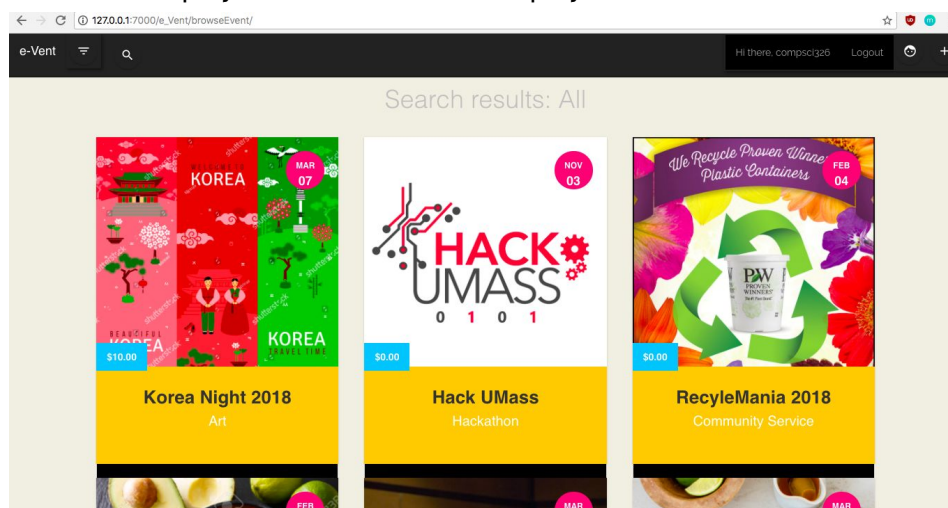 127.0.0.1:7000/e_Vent/browseEvent/
e-Vent
Hi there, compsci326
Logout
Search results: All
KOREA
MAR
07
shutterstock
BEAUTIFUL
KOREA
KOREA
TRAVEL TIME
$10.00
Korea Night 2018
Art
NOV
03
HACK
UMASS
0 1 0 1
$0.00
Hack UMass
Hackathon
We Recycle Proven Winners
Plastic Containers
FEB
04
PW
PROVEN
WINNERS
$0.00
RecyleMania 2018
Community Service
FEB
MAR
MAR